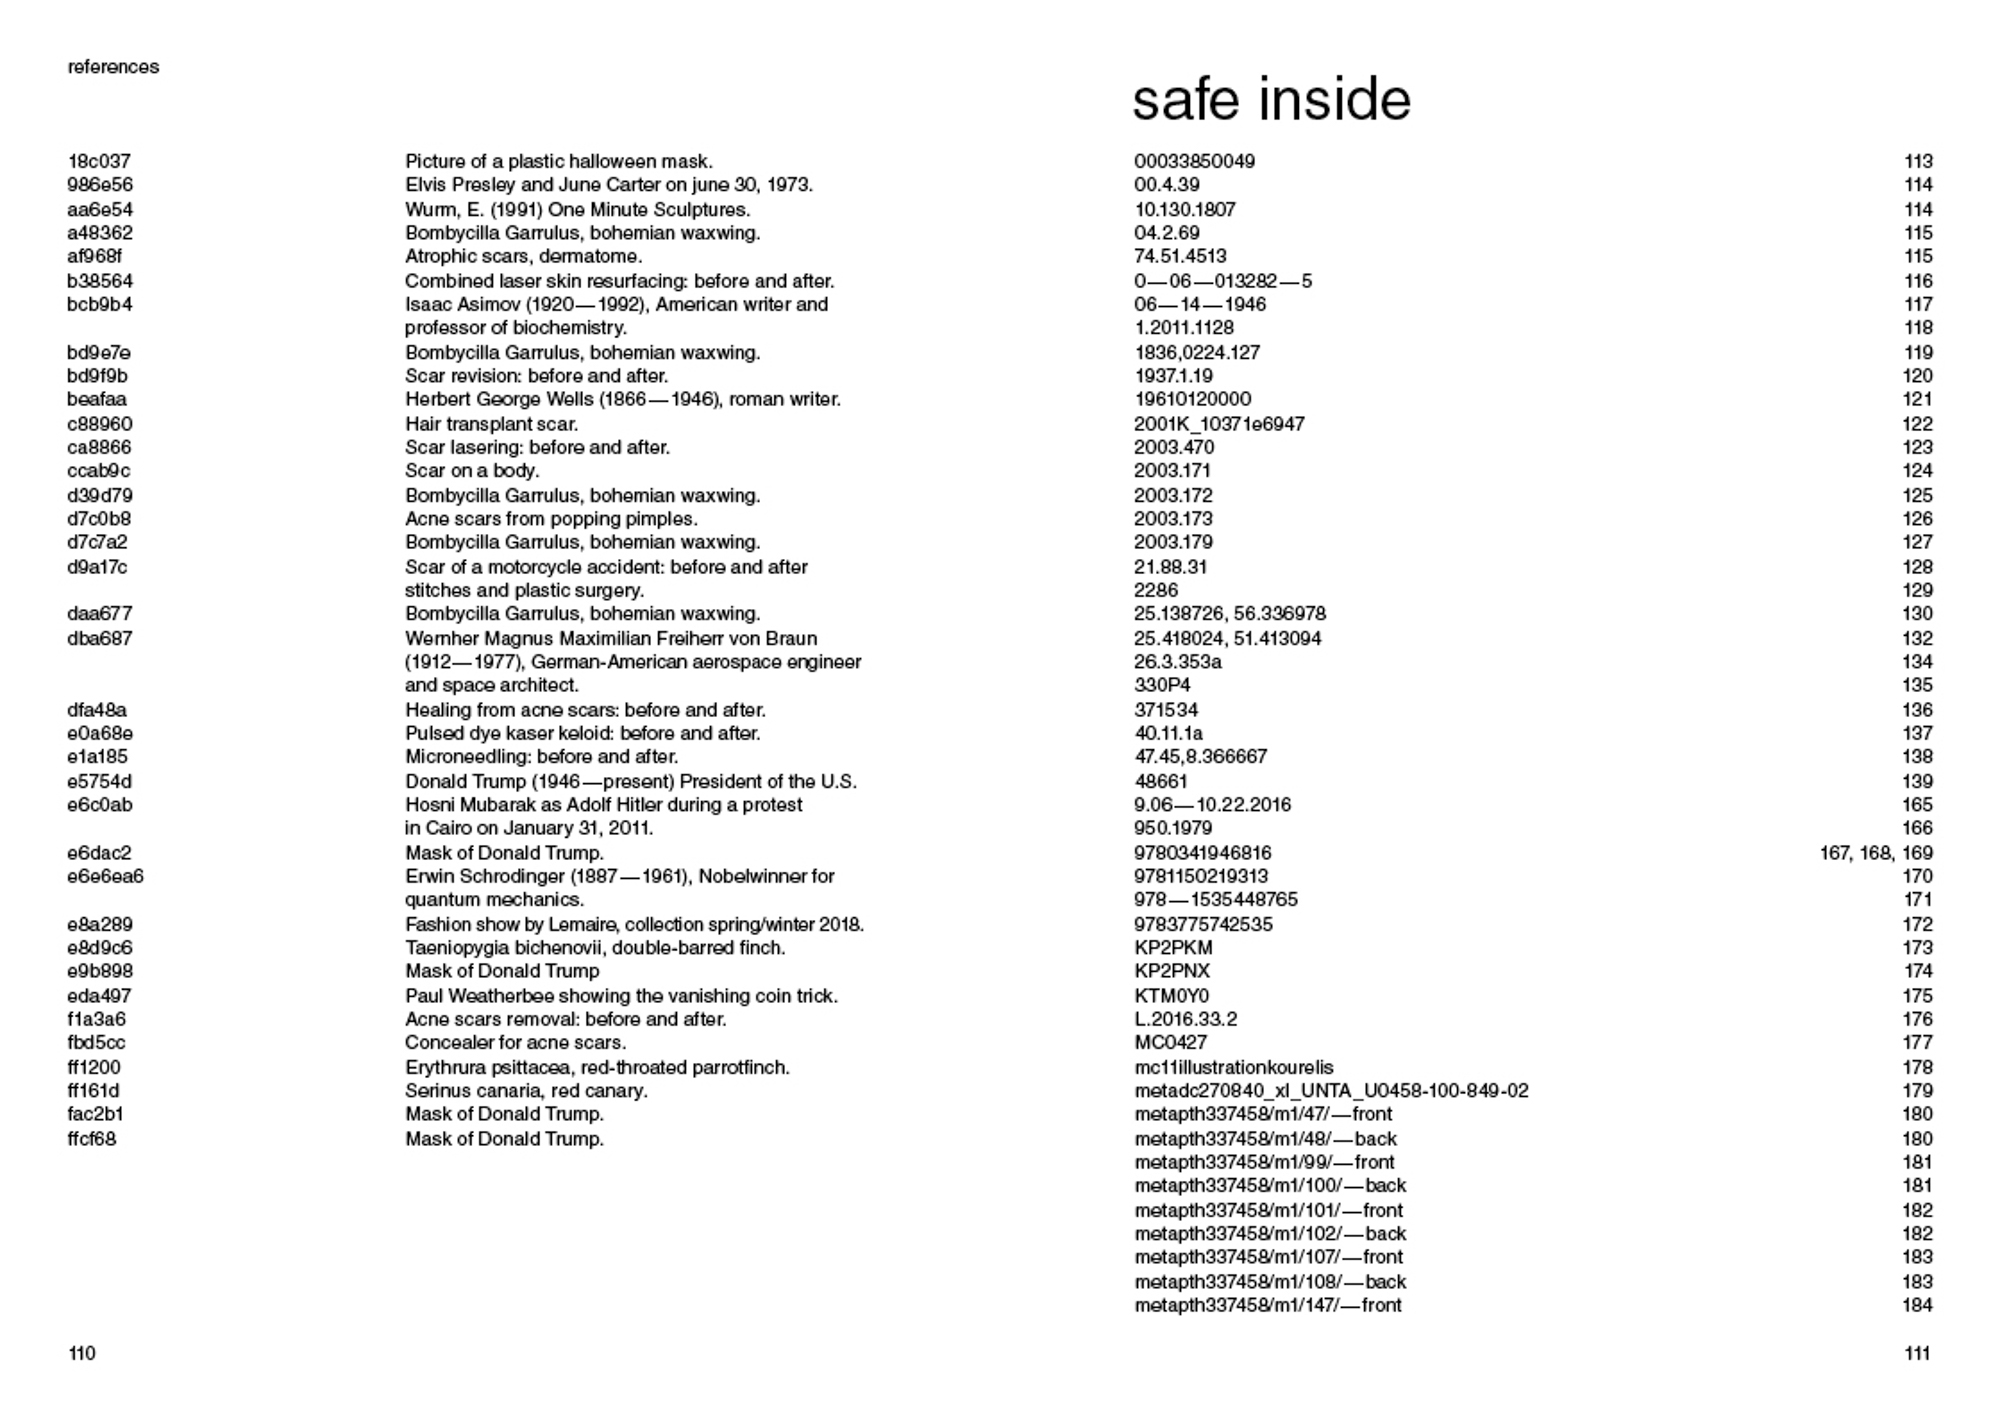 references
18c037 Picture of a plastic halloween mask.
986e56 Elvis Presley and June Carter on june 30, 1973.
aa6e54 Wurm, E. (1991) One Minute Sculptures.
a48362 Bombycilla Garrulus, bohemian waxwing.
af968f Atrophic scars, dermatome.
b38564 Combined laser skin resurfacing: before and after.
bcb9b4 Isaac Asimov (1920—1992), American writer and
professor of biochemistry.
bd9e7e Bombycilla Garrulus, bohemian waxwing.
bd9f9b Scar revision: before and after.
beafaa Herbert George Wells (1866—1946), roman writer.
c88960 Hair transplant scar.
ca8866 Scar lasering: before and after.
ccab9c Scar on a body.
d39d79 Bombycilla Garrulus, bohemian waxwing.
d7c0b8 Acne scars from popping pimples.
d7c7a2 Bombycilla Garrulus, bohemian waxwing.
d9a17c Scar of a motorcycle accident: before and after
stitches and plastic surgery.
daa677 Bombycilla Garrulus, bohemian waxwing.
dba687 Wernher Magnus Maximilian Freiherr von Braun
(1912—1977), German-American aerospace engineer
and space architect.
dfa48a Healing from acne scars: before and after.
e0a68e Pulsed dye kaser keloid: before and after.
e1a185 Microneedling: before and after.
e5754d Donald Trump (1946—present) President of the U.S.
e6c0ab Hosni Mubarak as Adolf Hitler during a protest
in Cairo on January 31, 2011.
e6dac2 Mask of Donald Trump.
e6e6ea6 Erwin Schrodinger (1887—1961), Nobelwinner for
quantum mechanics.
e8a289 Fashion show by Lemaire, collection spring/winter 2018.
e8d9c6 Taeniopygia bichenovii, double-barred finch.
e9b898 Mask of Donald Trump
eda497 Paul Weatherbee showing the vanishing coin trick.
f1a3a6 Acne scars removal: before and after.
fbd5cc Concealer for acne scars.
ff1200 Erythrura psittacea, red-throated parrotfinch.
ff161d Serinus canaria, red canary.
fac2b1 Mask of Donald Trump.
ffcf68 Mask of Donald Trump.
110
safe inside
00033850049 113
00.4.39 114
10.130.1807 114
04.2.69 115
74.51.4513 115
0—06—013282—5 116
06—14—1946 117
1.2011.1128 118
1836,0224.127 119
1937.1.19 120
19610120000 121
2001K_10371e6947 122
2003.470 123
2003.171 124
2003.172 125
2003.173 126
2003.179 127
21.88.31 128
2286 129
25.138726, 56.336978 130
25.418024, 51.413094 132
26.3.353a 134
330P4 135
371534 136
40.11.1a 137
47.45,8.366667 138
48661 139
9.06—10.22.2016 165
950.1979 166
9780341946816 167, 168, 169
9781150219313 170
978—1535448765 171
9783775742535 172
KP2PKM 173
KP2PNX 174
KTM0Y0 175
L.2016.33.2 176
MC0427 177
mc11illustrationkourelis 178
metadc270840_xl_UNTA_U0458-100-849-02 179
metapth337458/m1/47/—front 180
metapth337458/m1/48/—back 180
metapth337458/m1/99/—front 181
metapth337458/m1/100/—back 181
metapth337458/m1/101/—front 182
metapth337458/m1/102/—back 182
metapth337458/m1/107/—front 183
metapth337458/m1/108/—back 183
metapth337458/m1/147/—front 184
111